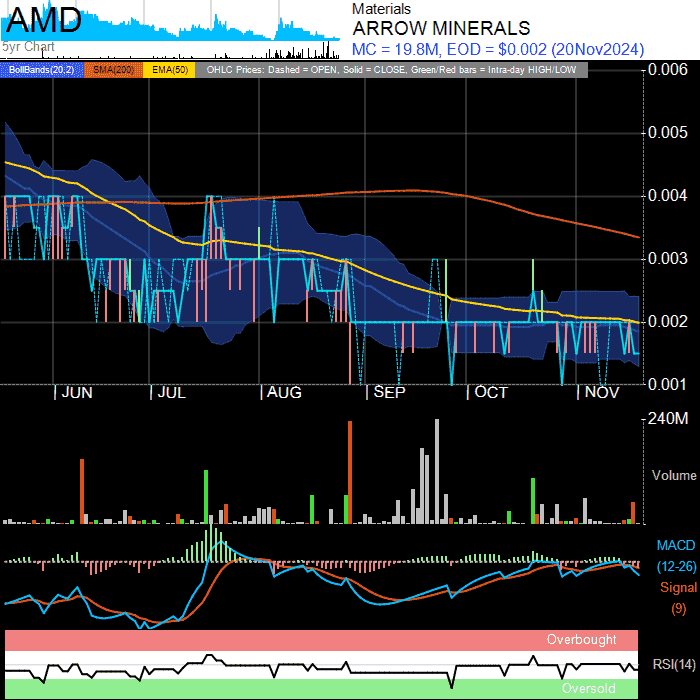 AMD
5yr Chart
Materials
ARROW MINERALS
MC = 19.8M, EOD = $0.002 (20Nov2024)
BollBands(20,2) SMA(200) EMA(50) OHLC Prices: Dashed = OPEN, Solid = CLOSE, Green/Red bars = Intra-day HIGH/LOW
0.006
0.005
0.004
0.003
0.002
0.001
JUN JUL AUG SEP OCT NOV
240M
Volume
MACD
(12-26)
Signal
(9)
Overbought
RSI(14)
Oversold